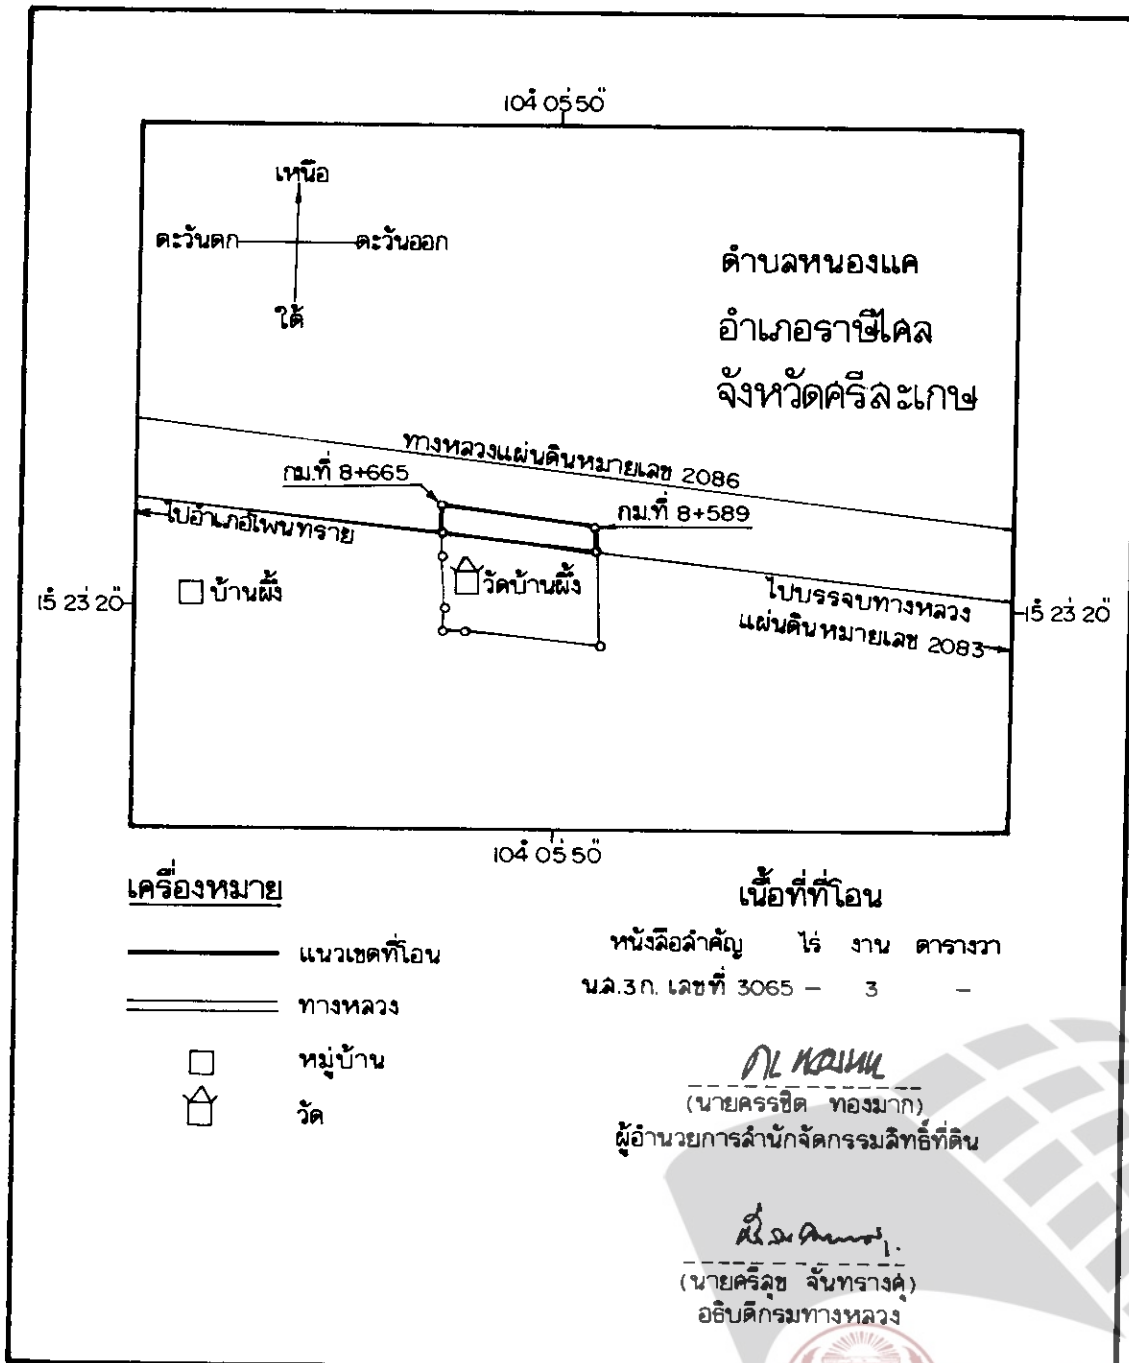 104° 05' 50"
เหนือ
ตะวันตก
ตะวันออก
ใต้
ตำบลหนองแค
อำเภอราษีไศล
จังหวัดศรีสะเกษ
ทางหลวงแผ่นดินหมายเลข 2086
กม.ที่ 8+665
กม.ที่ 8+589
ไปอำเภอโพนทราย
15° 23' 20"
บ้านผึ้ง
วัดบ้านผึ้ง
ไปบรรจบทางหลวง
แผ่นดินหมายเลข 2083
15° 23' 20"
104° 05' 50"
เครื่องหมาย
แนวเขตที่โอน
ทางหลวง
หมู่บ้าน
วัด
เนื้อที่ที่โอน
หนังสือสำคัญ ไร่ งาน ตารางวา
น.ส.3ก. เลขที่ 3065 – 3 –
(นายครรชิต ทองมาก)
ผู้อำนวยการสำนักจัดกรรมสิทธิ์ที่ดิน
(นายศรีสุข จันทรางศุ)
อธิบดีกรมทางหลวง